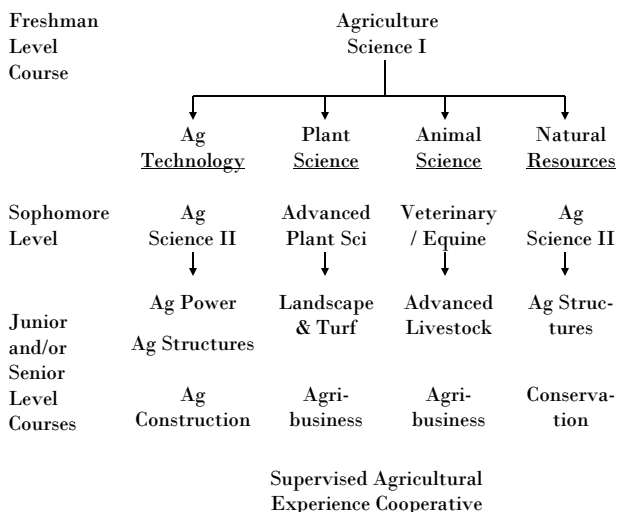 Freshman
Level
Course
Agriculture
Science I
Ag
Technology
Plant
Science
Animal
Science
Natural
Resources
Sophomore
Level
Ag
Science II
Advanced
Plant Sci
Veterinary
/ Equine
Ag
Science II
Junior
and/or
Senior
Level
Courses
Ag Power
Ag Structures
Landscape
& Turf
Advanced
Livestock
Ag Struc-
tures
Ag
Construction
Agri-
business
Agri-
business
Conserva-
tion
Supervised Agricultural
Experience Cooperative